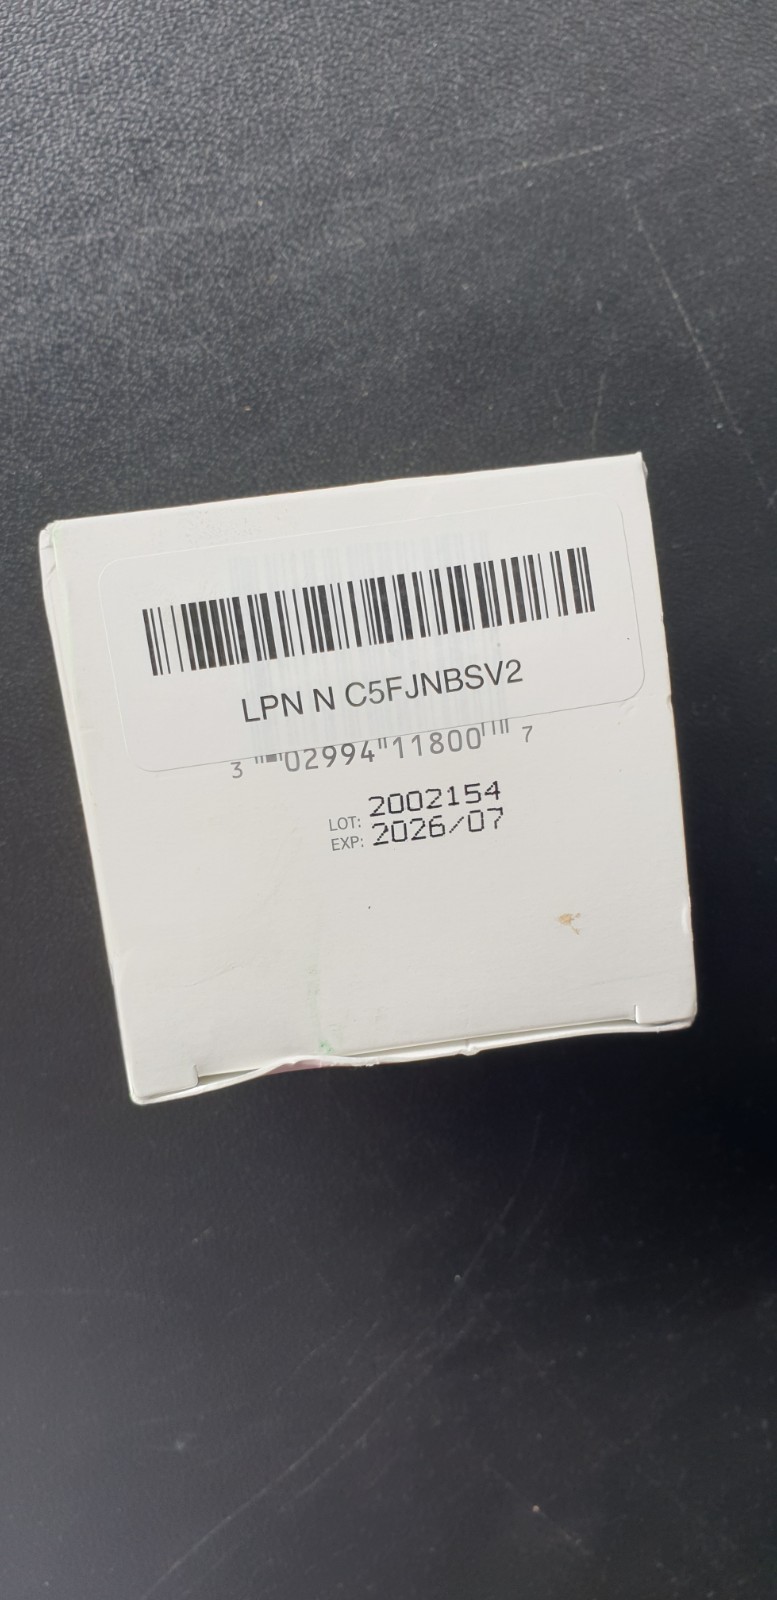 LPN N C5FJNBSV2
3 02994 11800 7
LOT: 2002154
EXP: 2026/07